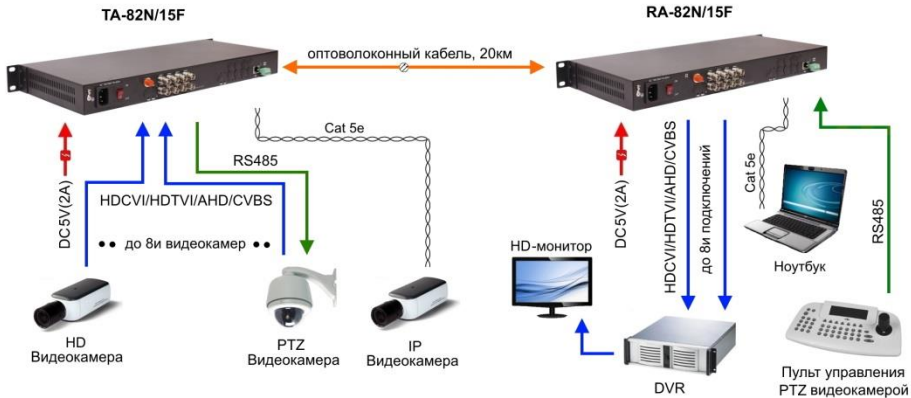 TA-82N/15F
RA-82N/15F
оптоволоконный кабель, 20км
Cat 5e
RS485
DC5V(2A)
HDCVI/HDTVI/AHD/CVBS
•• до 8и видеокамер ••
HD
Видеокамера
PTZ
Видеокамера
IP
Видеокамера
DC5V(2A)
HDCVI/HDTVI/AHD/CVBS
до 8и подключений
Cat 5e
RS485
HD-монитор
Ноутбук
DVR
Пульт управления
PTZ видеокамерой